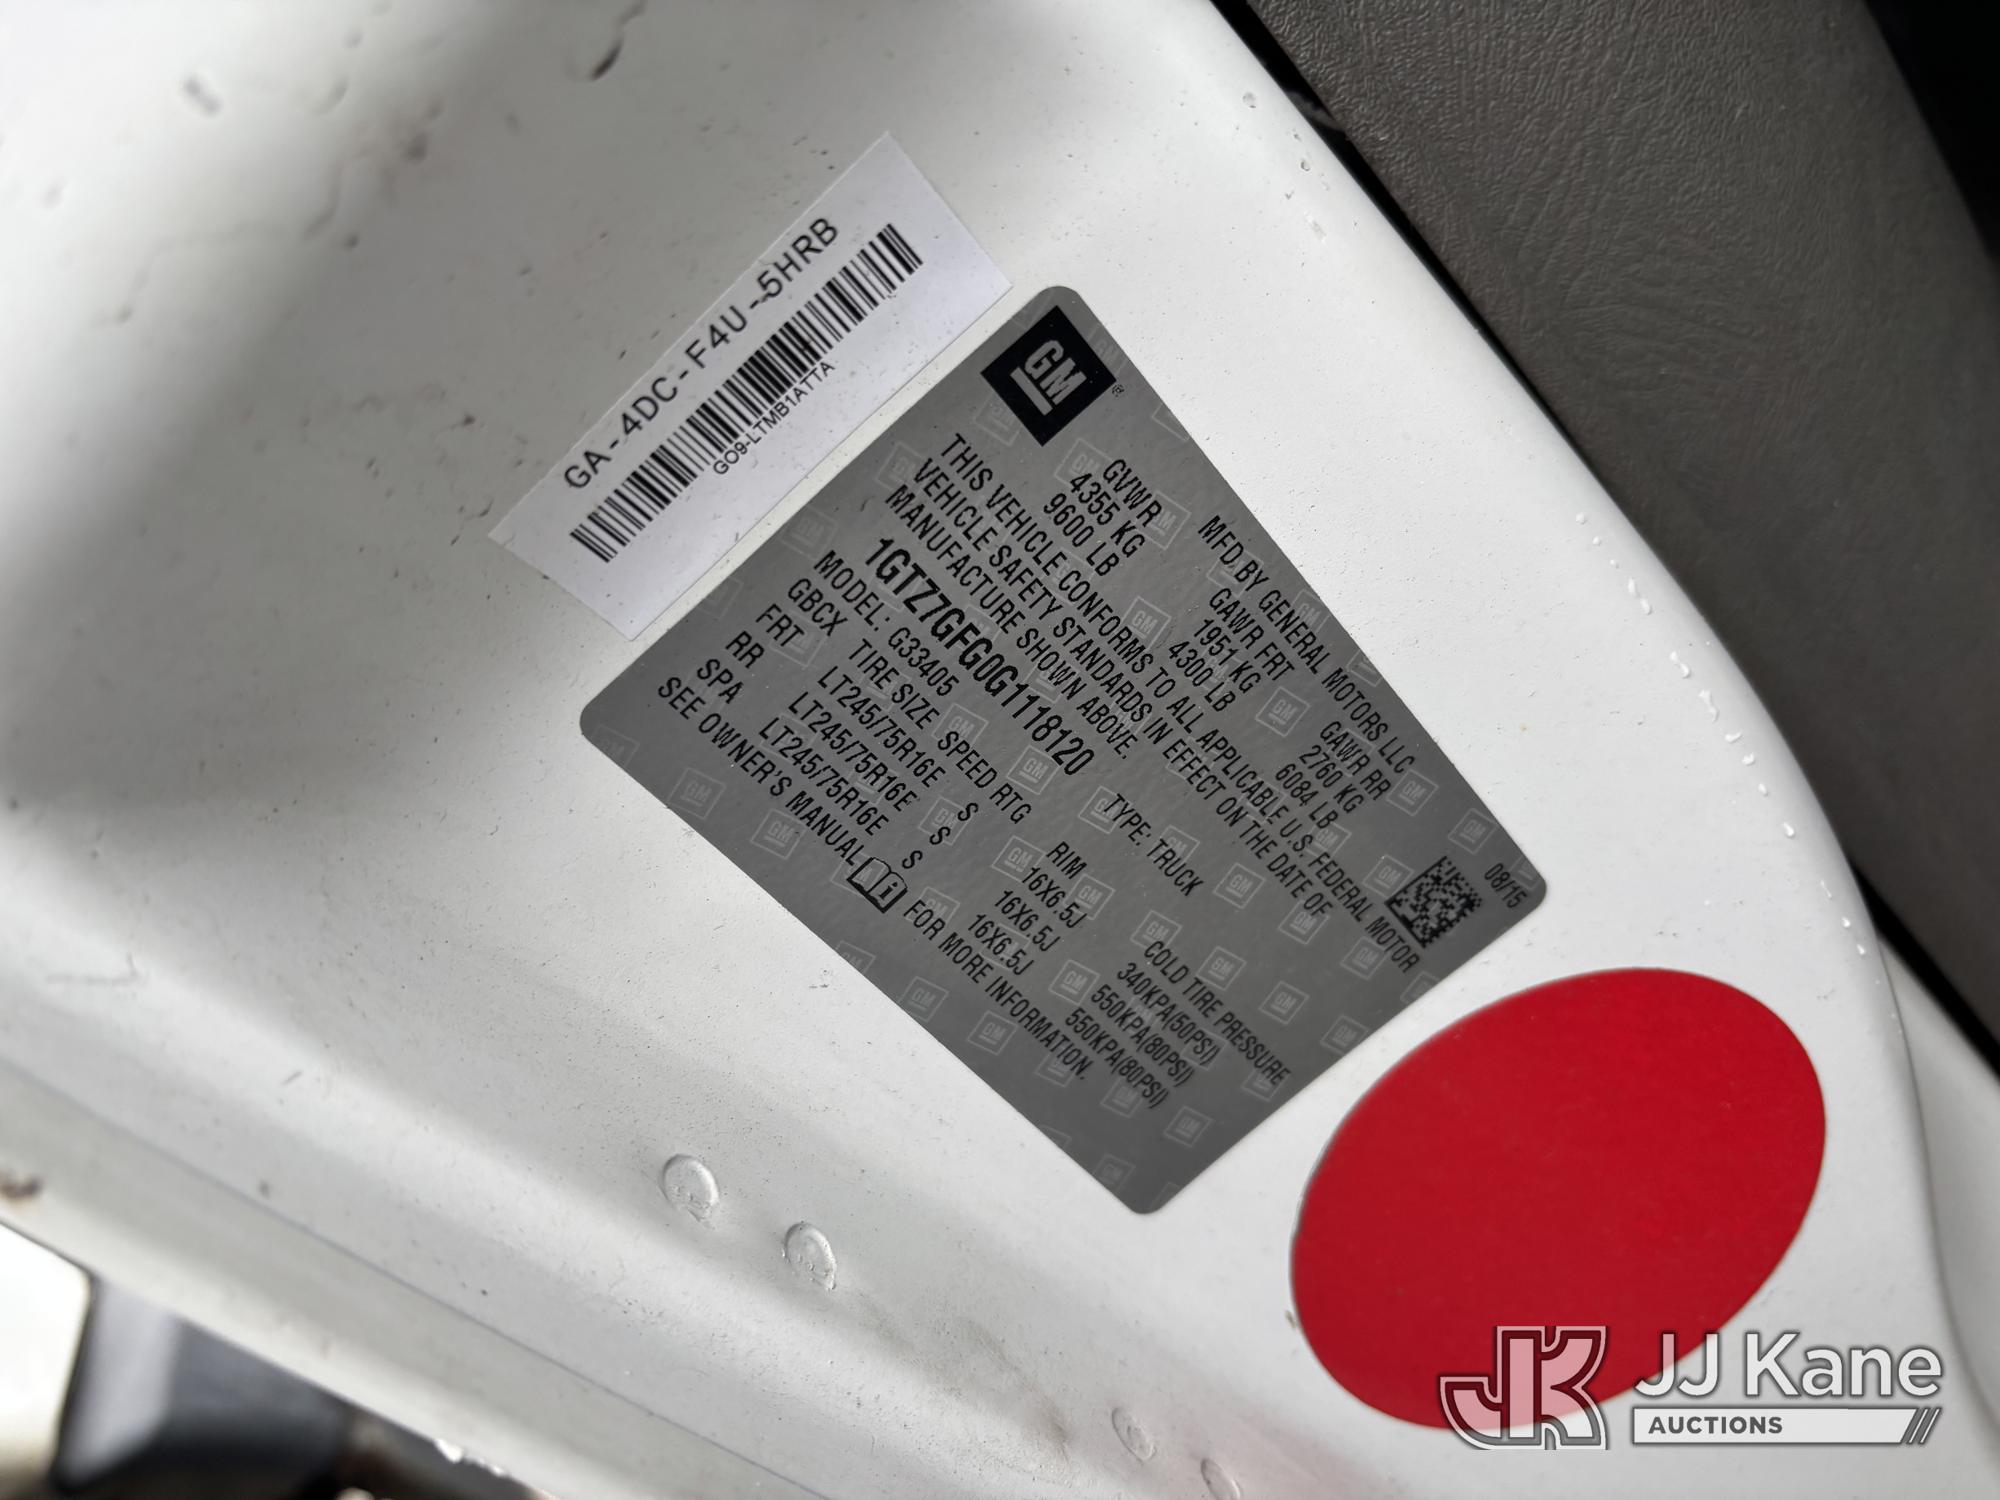 GA-4DC-F4U-5HRB
GO9-LTMB1ATTA
GM ®
MFD. BY GENERAL MOTORS LLC 08/15
GVWR GAWR FRT GAWR RR
4355 KG 1951 KG 2760 KG
9600 LB 4300 LB 6084 LB
THIS VEHICLE CONFORMS TO ALL APPLICABLE U.S. FEDERAL MOTOR
VEHICLE SAFETY STANDARDS IN EFFECT ON THE DATE OF
MANUFACTURE SHOWN ABOVE.
1GTZ7GFG0G1118120 TYPE: TRUCK
MODEL: G33405
GBCX TIRE SIZE SPEED RTG RIM COLD TIRE PRESSURE
FRT LT245/75R16E S 16X6.5J 340KPA(50PSI)
RR LT245/75R16E S 16X6.5J 550KPA(80PSI)
SPA LT245/75R16E S 16X6.5J 550KPA(80PSI)
SEE OWNER'S MANUAL i FOR MORE INFORMATION.
JK JJ Kane
AUCTIONS